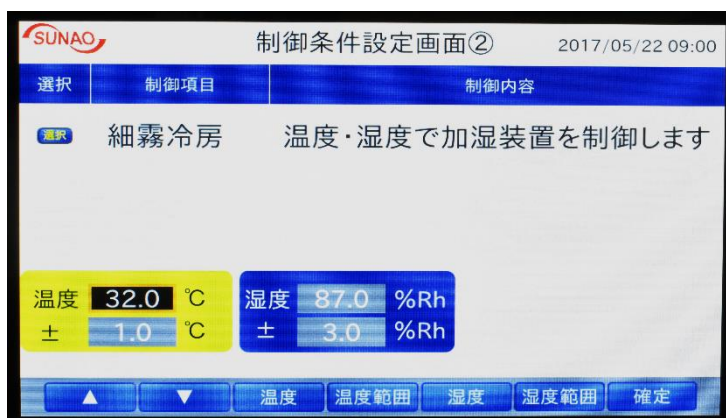 SUNAO 制御条件設定画面② 2017/05/22 09:00
選択 制御項目 制御内容
選択 細霧冷房 温度・湿度で加湿装置を制御します
温度 32.0 ℃ 湿度 87.0 %Rh
± 1.0 ℃ ± 3.0 %Rh
▲ ▼ 温度 温度範囲 湿度 湿度範囲 確定